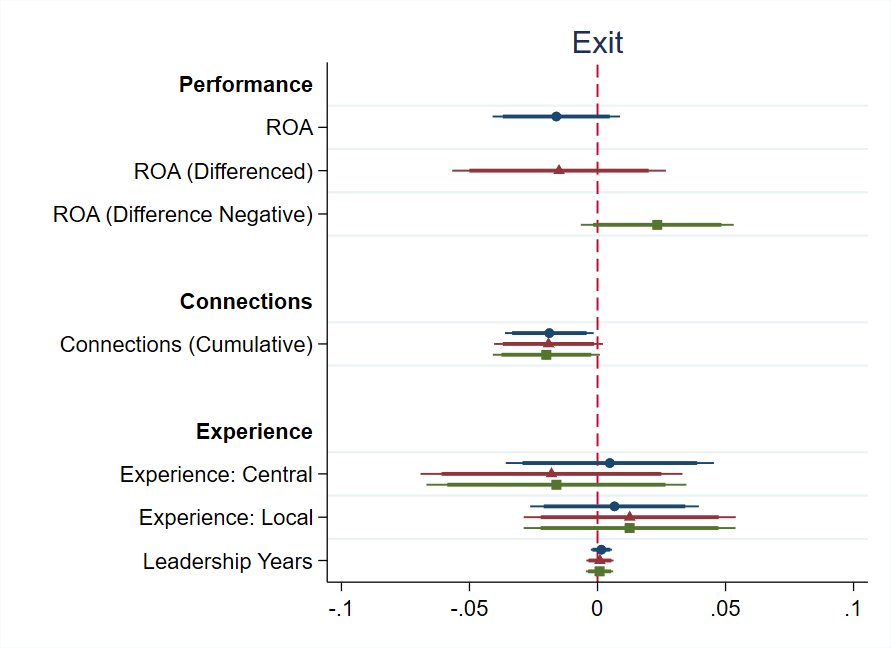 Exit
Performance
ROA
ROA (Differenced)
ROA (Difference Negative)
Connections
Connections (Cumulative)
Experience
Experience: Central
Experience: Local
Leadership Years
-.1 -.05 0 .05 .1